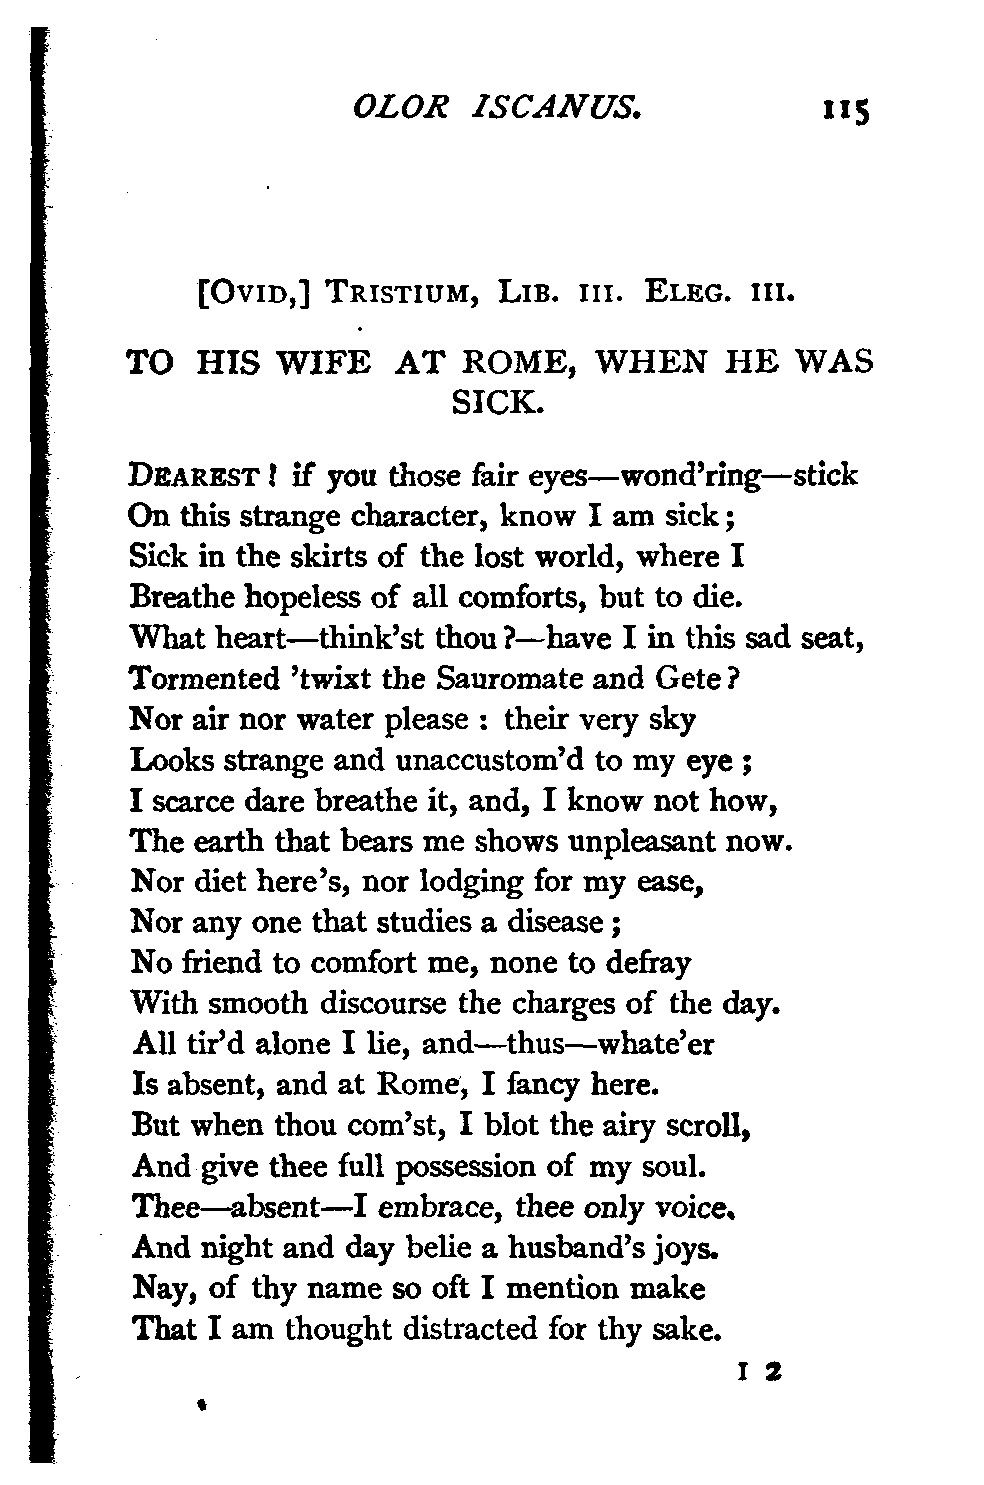 OLOR ISCANUS. 115
[OVID,] TRISTIUM, LIB. III. ELEG. III.
TO HIS WIFE AT ROME, WHEN HE WAS
SICK.
DEAREST! if you those fair eyes—wond'ring—stick
On this strange character, know I am sick;
Sick in the skirts of the lost world, where I
Breathe hopeless of all comforts, but to die.
What heart—think'st thou?—have I in this sad seat,
Tormented 'twixt the Sauromate and Gete?
Nor air nor water please: their very sky
Looks strange and unaccustom'd to my eye;
I scarce dare breathe it, and, I know not how,
The earth that bears me shows unpleasant now.
Nor diet here's, nor lodging for my ease,
Nor any one that studies a disease;
No friend to comfort me, none to defray
With smooth discourse the charges of the day.
All tir'd alone I lie, and—thus—whate'er
Is absent, and at Rome, I fancy here.
But when thou com'st, I blot the airy scroll,
And give thee full possession of my soul.
Thee—absent—I embrace, thee only voice,
And night and day belie a husband's joys.
Nay, of thy name so oft I mention make
That I am thought distracted for thy sake.
I 2